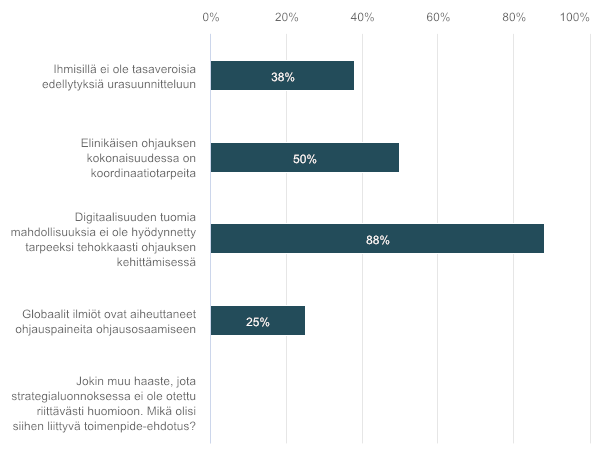 0% 20% 40% 60% 80% 100%
Ihmisillä ei ole tasaveroisia
edellytyksiä urasuunnitteluun
38%
Elinikäisen ohjauksen
kokonaisuudessa on
koordinaatiotarpeita
50%
Digitaalisuuden tuomia
mahdollisuuksia ei ole hyödynnetty
tarpeeksi tehokkaasti ohjauksen
kehittämisessä
88%
Globaalit ilmiöt ovat aiheuttaneet
ohjauspaineita ohjausosaamiseen
25%
Jokin muu haaste, jota
strategialuonnoksessa ei ole otettu
riittävästi huomioon. Mikä olisi
siihen liittyvä toimenpide-ehdotus?